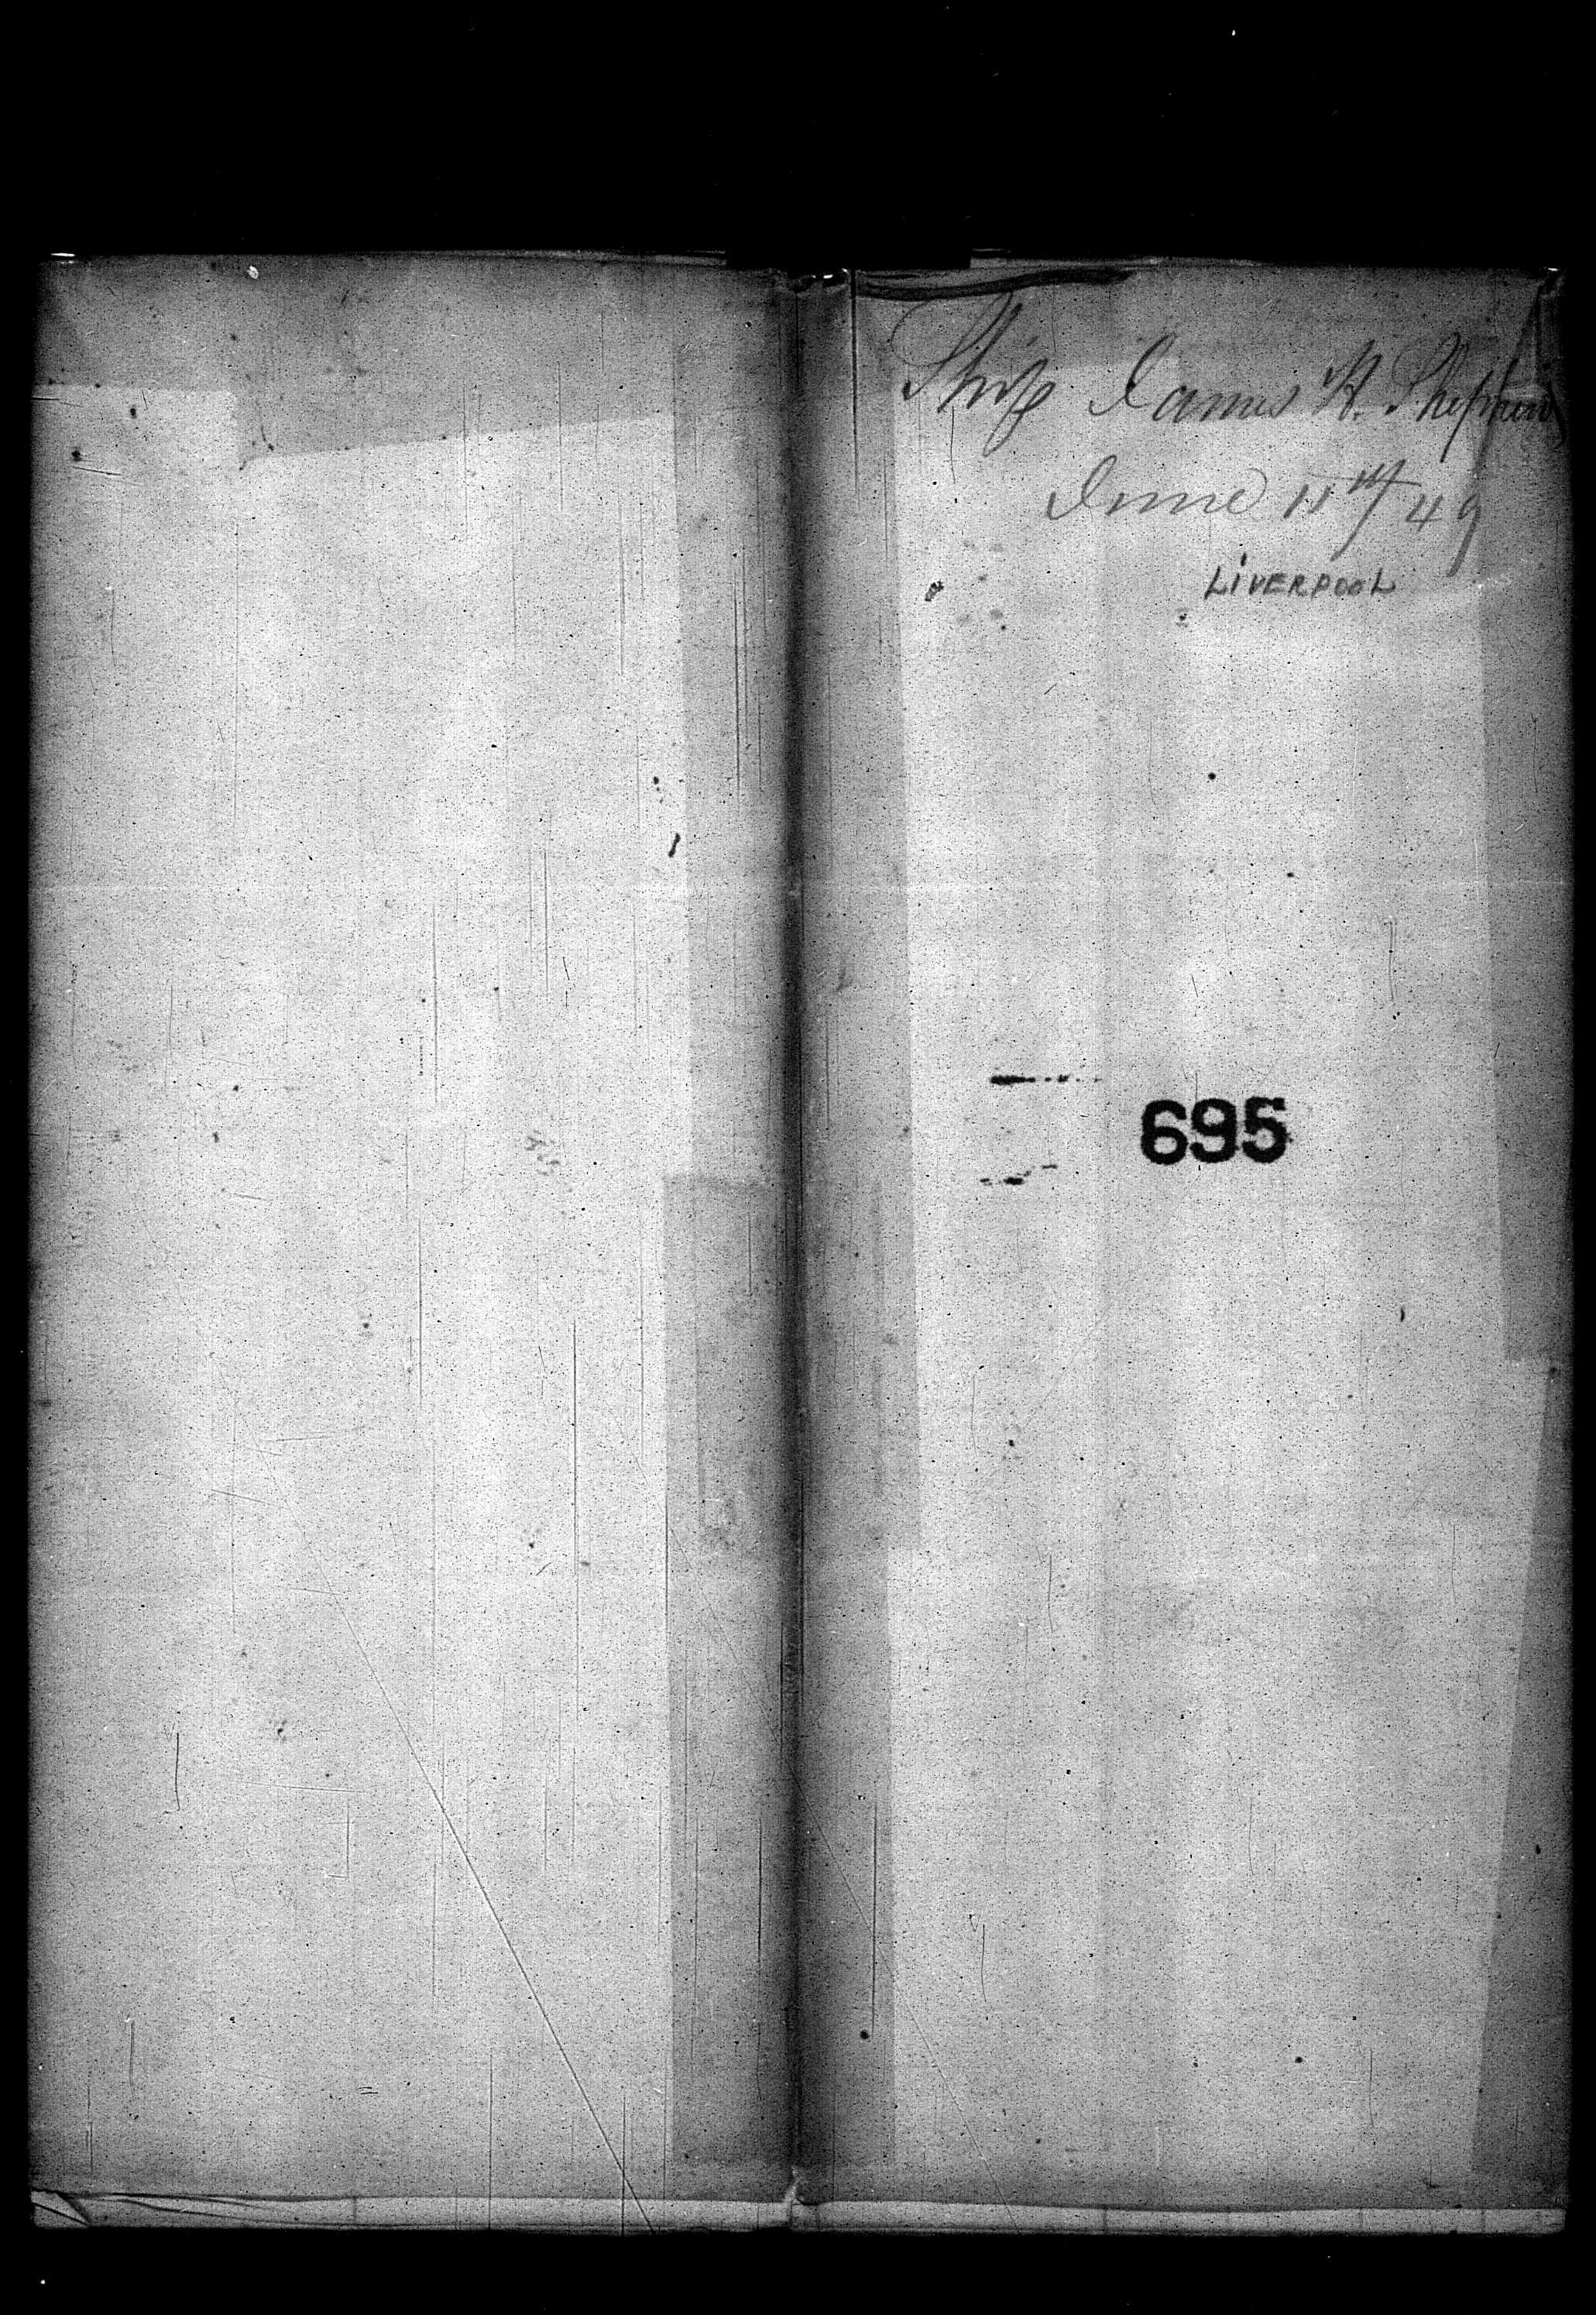 Ship James H. Shepherd
June 11th/49
LIVERPOOL
695